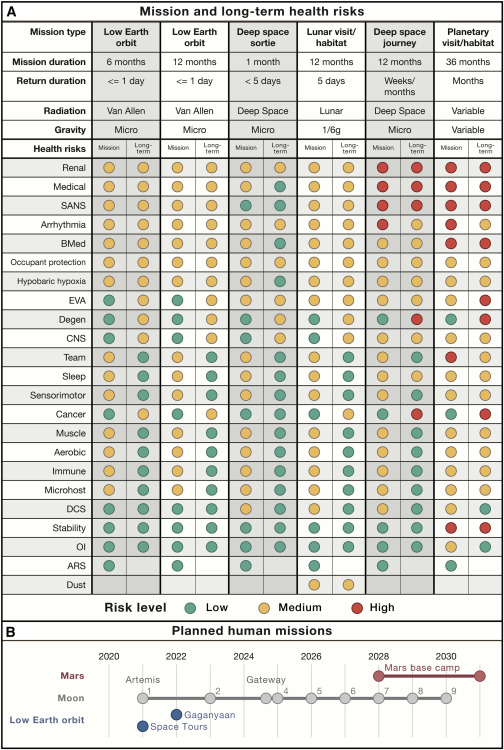 A Mission and long-term health risks
Mission type Low Earth orbit Low Earth orbit Deep space sortie Lunar visit/ habitat Deep space journey Planetary visit/habitat
Mission duration 6 months 12 months 1 month 12 months 12 months 36 months
Return duration <= 1 day <= 1 day < 5 days 5 days Weeks/ months Months
Radiation Van Allen Van Allen Deep Space Lunar Deep Space Variable
Gravity Micro Micro Micro 1/6g Micro Variable
Health risks Mission Long-term Mission Long-term Mission Long-term Mission Long-term Mission Long-term Mission Long-term
Renal
Medical
SANS
Arrhythmia
BMed
Occupant protection
Hypobaric hypoxia
EVA
Degen
CNS
Team
Sleep
Sensorimotor
Cancer
Muscle
Aerobic
Immune
Microhost
DCS
Stability
OI
ARS
Dust
Risk level Low Medium High
B Planned human missions
2020 2022 2024 2026 2028 2030
Mars Mars base camp
Artemis Gateway
Moon 1 2 3 4 5 6 7 8 9
Gaganyaan
Low Earth orbit Space Tours